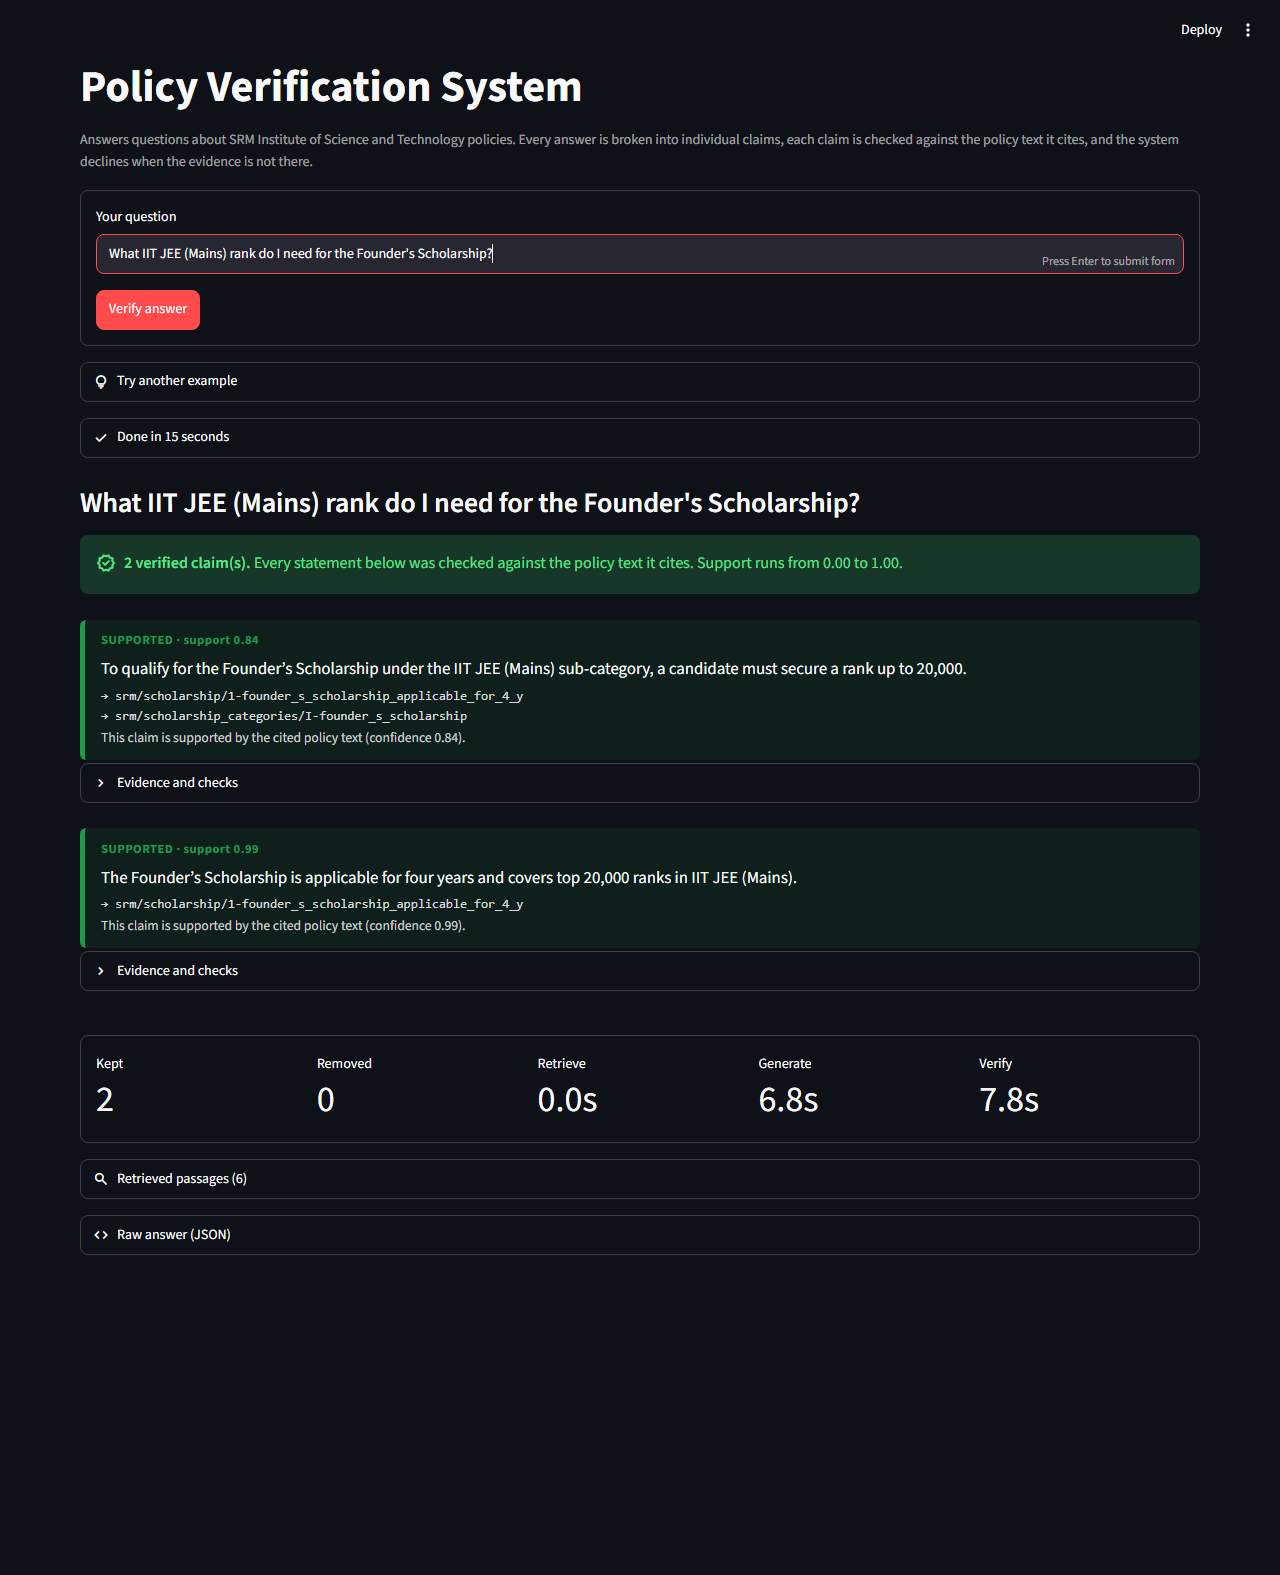 Deploy
Policy Verification System
Answers questions about SRM Institute of Science and Technology policies. Every answer is broken into individual claims, each claim is checked against the policy text it cites, and the system
declines when the evidence is not there.
Your question
What IIT JEE (Mains) rank do I need for the Founder's Scholarship?
Press Enter to submit form
Verify answer
Try another example
Done in 15 seconds
What IIT JEE (Mains) rank do I need for the Founder's Scholarship?
2 verified claim(s). Every statement below was checked against the policy text it cites. Support runs from 0.00 to 1.00.
SUPPORTED · support 0.84
To qualify for the Founder’s Scholarship under the IIT JEE (Mains) sub-category, a candidate must secure a rank up to 20,000.
→ srm/scholarship/1-founder_s_scholarship_applicable_for_4_y
→ srm/scholarship_categories/I-founder_s_scholarship
This claim is supported by the cited policy text (confidence 0.84).
Evidence and checks
SUPPORTED · support 0.99
The Founder’s Scholarship is applicable for four years and covers top 20,000 ranks in IIT JEE (Mains).
→ srm/scholarship/1-founder_s_scholarship_applicable_for_4_y
This claim is supported by the cited policy text (confidence 0.99).
Evidence and checks
Kept Removed Retrieve Generate Verify
2 0 0.0s 6.8s 7.8s
Retrieved passages (6)
Raw answer (JSON)